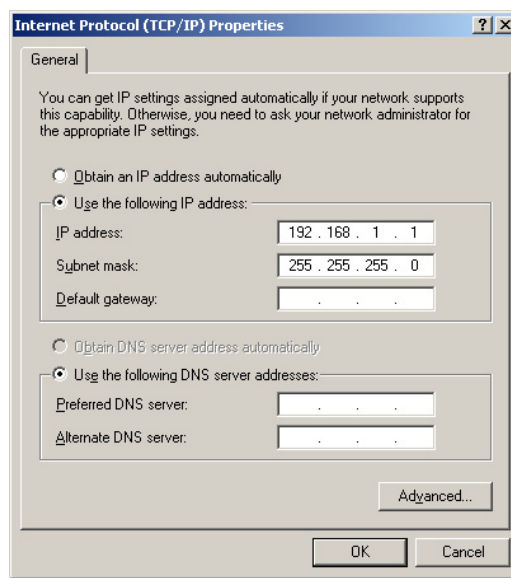 Internet Protocol (TCP/IP) Properties
General
You can get IP settings assigned automatically if your network supports
this capability. Otherwise, you need to ask your network administrator for
the appropriate IP settings.
Obtain an IP address automatically
Use the following IP address:
IP address: 192 . 168 . 1 . 1
Subnet mask: 255 . 255 . 255 . 0
Default gateway: . . .
Obtain DNS server address automatically
Use the following DNS server addresses:
Preferred DNS server: . . .
Alternate DNS server: . . .
Advanced...
OK Cancel